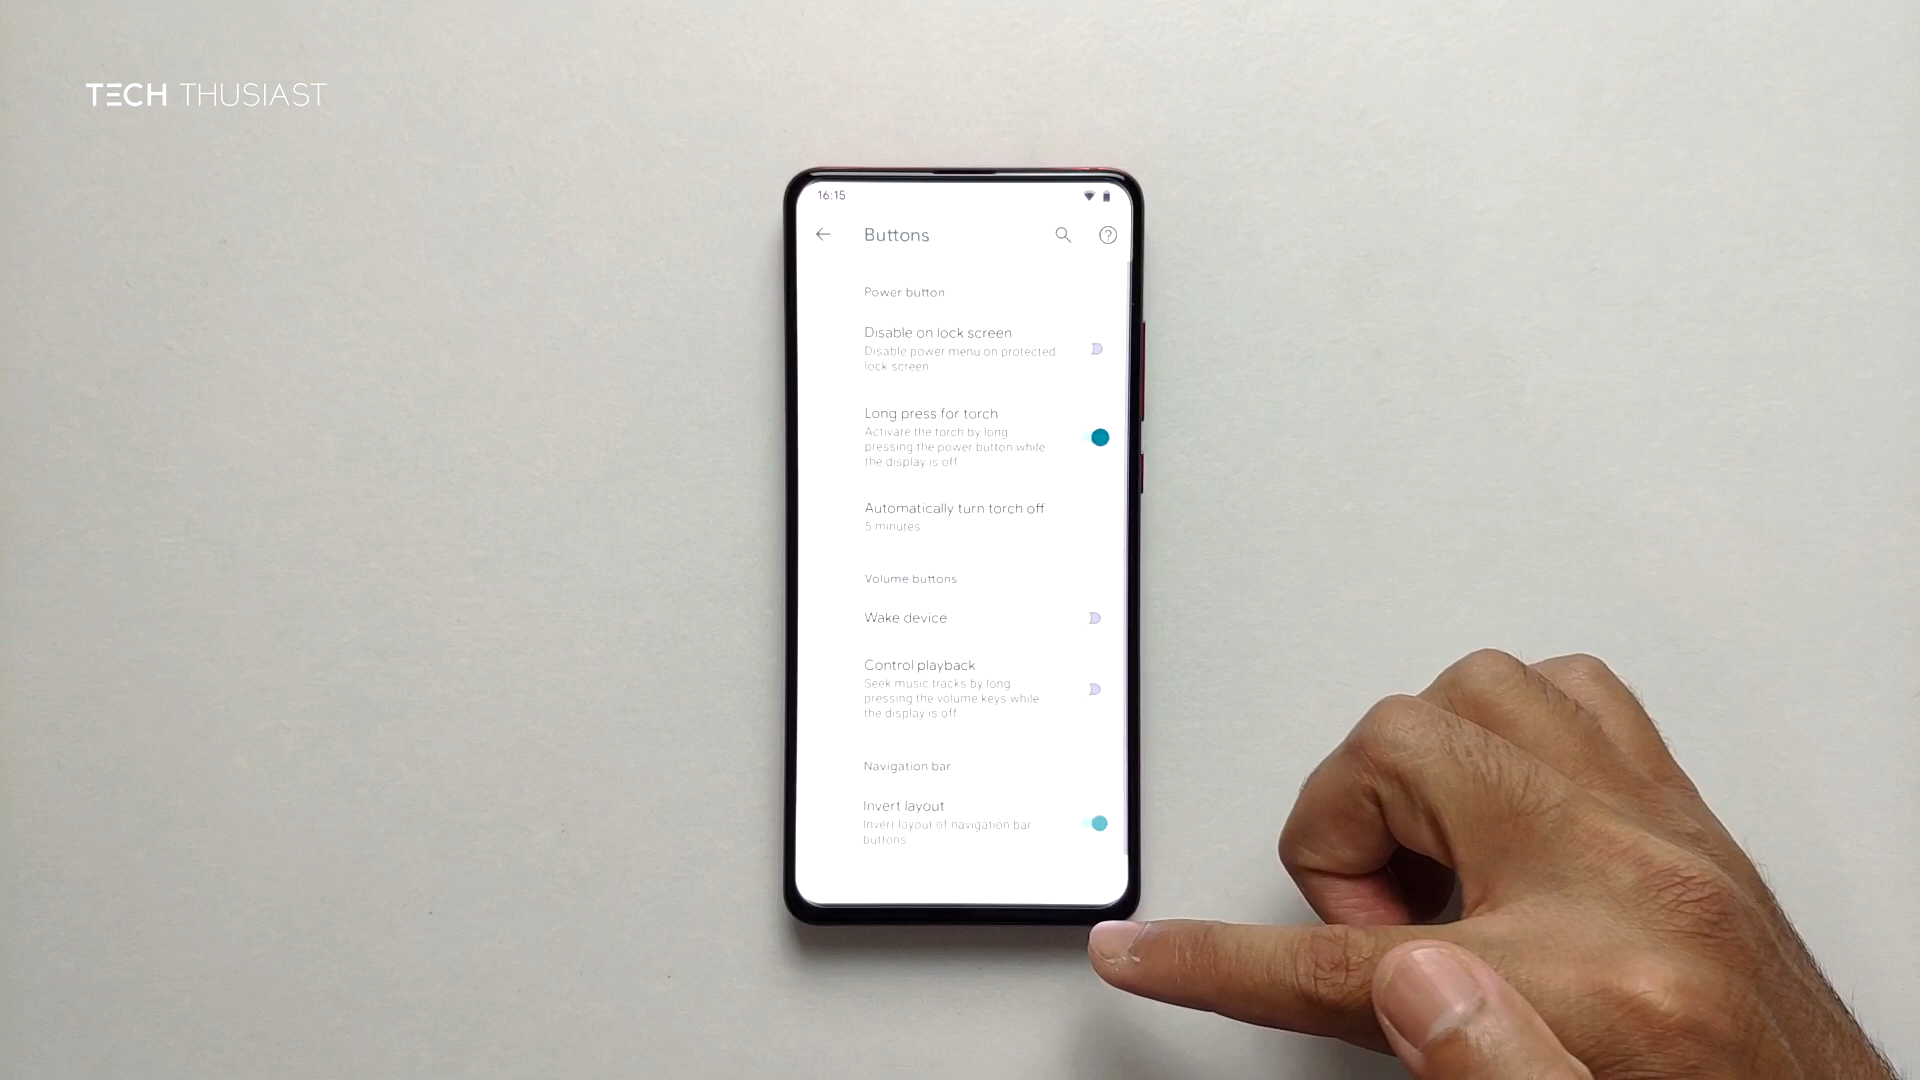 TECH THUSIAST
16:15
Buttons
Power button
Disable on lock screen
Disable power menu on protected
lock screen
Long press for torch
Activate the torch by long
pressing the power button while
the display is off
Automatically turn torch off
5 minutes
Volume buttons
Wake device
Control playback
Seek music tracks by long
pressing the volume keys while
the display is off
Navigation bar
Invert layout
Invert layout of navigation bar
buttons